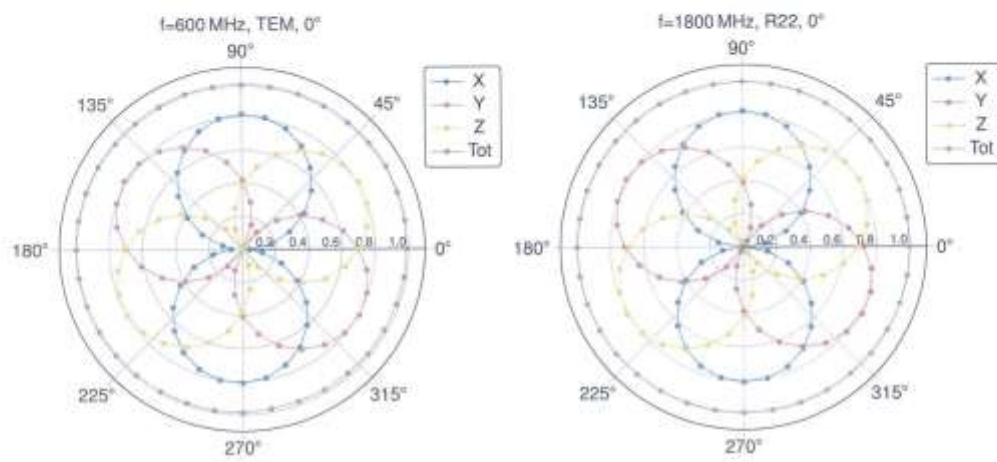 f=600 MHz, TEM, 0°
90°
135°
45°
X
Y
Z
Tot
180°
0.2 0.4 0.6 0.8 1.0
0°
225°
315°
270°
f=1800 MHz, R22, 0°
90°
135°
45°
X
Y
Z
Tot
180°
0.2 0.4 0.6 0.8 1.0
0°
225°
315°
270°